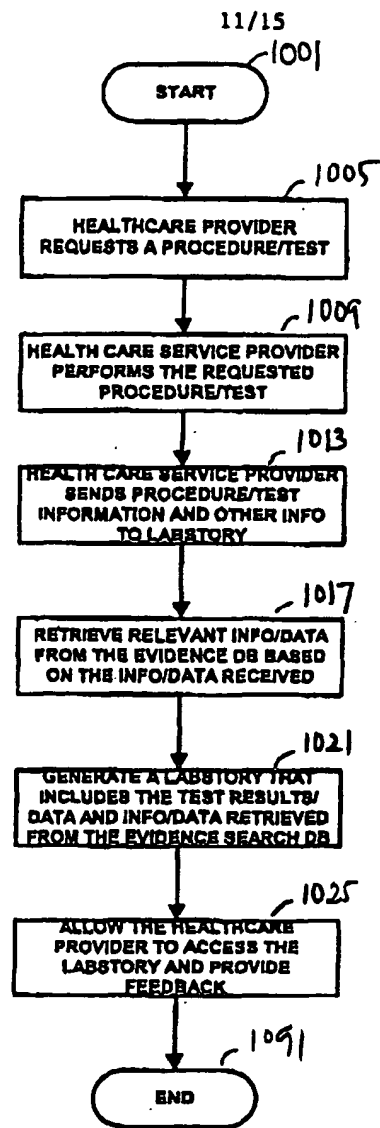 11/15
1001
START
1005
HEALTHCARE PROVIDER
REQUESTS A PROCEDURE/TEST
1009
HEALTH CARE SERVICE PROVIDER
PERFORMS THE REQUESTED
PROCEDURE/TEST
1013
HEALTH CARE SERVICE PROVIDER
SENDS PROCEDURE/TEST
INFORMATION AND OTHER INFO
TO LABSTORY
1017
RETRIEVE RELEVANT INFO/DATA
FROM THE EVIDENCE DB BASED
ON THE INFO/DATA RECEIVED
1021
GENERATE A LABSTORY THAT
INCLUDES THE TEST RESULTS/
DATA AND INFO/DATA RETRIEVED
FROM THE EVIDENCE SEARCH DB
1025
ALLOW THE HEALTHCARE
PROVIDER TO ACCESS THE
LABSTORY AND PROVIDE
FEEDBACK
1091
END